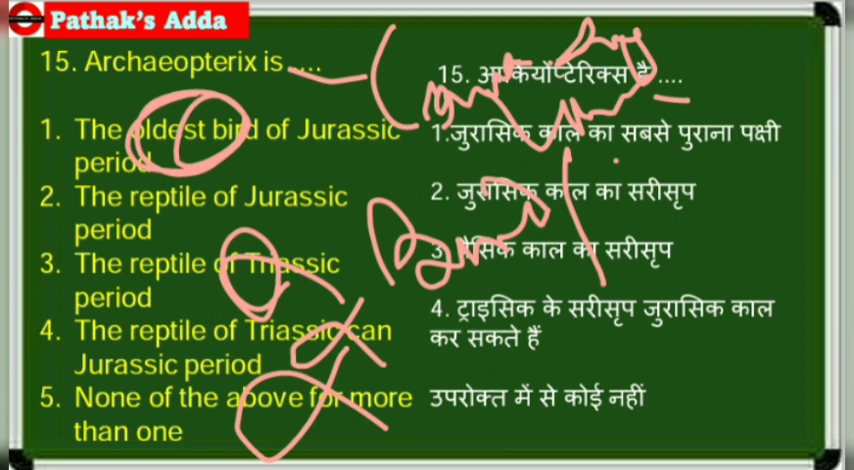 Pathak's Adda
15. Archaeopterix is.....
1. The oldest bird of Jurassic
period
2. The reptile of Jurassic
period
3. The reptile of Triassic
period
4. The reptile of Triassic can
Jurassic period
5. None of the above for more
than one
15. आर्कियोंप्टेरिक्स है....
1.जुरासिक काल का सबसे पुराना पक्षी
2. जुरासिक काल का सरीसृप
3. काल का सरीसृप
4. ट्राइसिक के सरीसृप जुरासिक काल
कर सकते हैं
उपरोक्त में से कोई नहीं